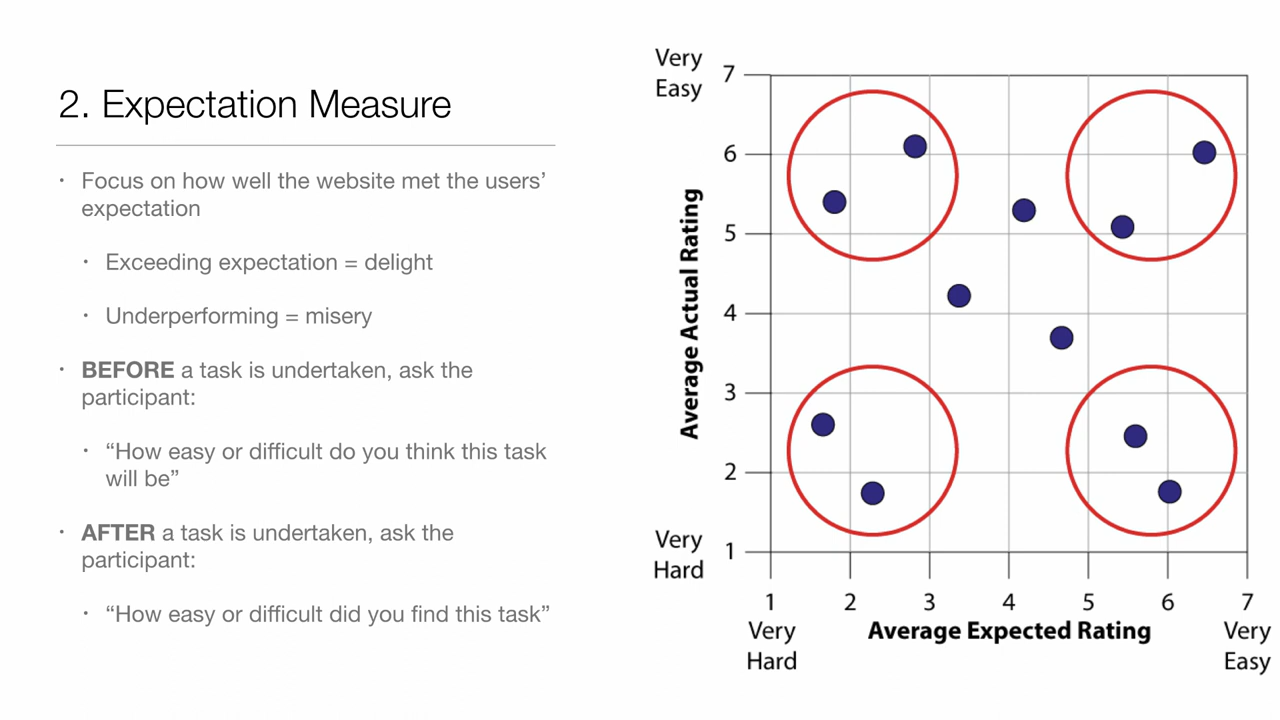 2. Expectation Measure
• Focus on how well the website met the users’
expectation
• Exceeding expectation = delight
• Underperforming = misery
• BEFORE a task is undertaken, ask the
participant:
• “How easy or difficult do you think this task
will be”
• AFTER a task is undertaken, ask the
participant:
• “How easy or difficult did you find this task”
Very
Easy
7
6
5
4
3
2
1
Very
Hard
Average Actual Rating
1 2 3 4 5 6 7
Very
Hard
Average Expected Rating
Very
Easy